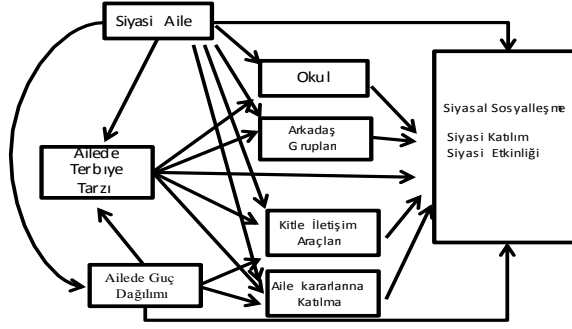 Siyasi Aile
Okul
Siyasal Sosyalleşme
Arkadaş
Grupları
Siyasi Katılım
Siyasi Etkinliği
Ailede
Terbiye
Tarzı
Kitle İletişim
Araçları
Ailede Guç
Dağılımı
Aile kararlarına
Katılma